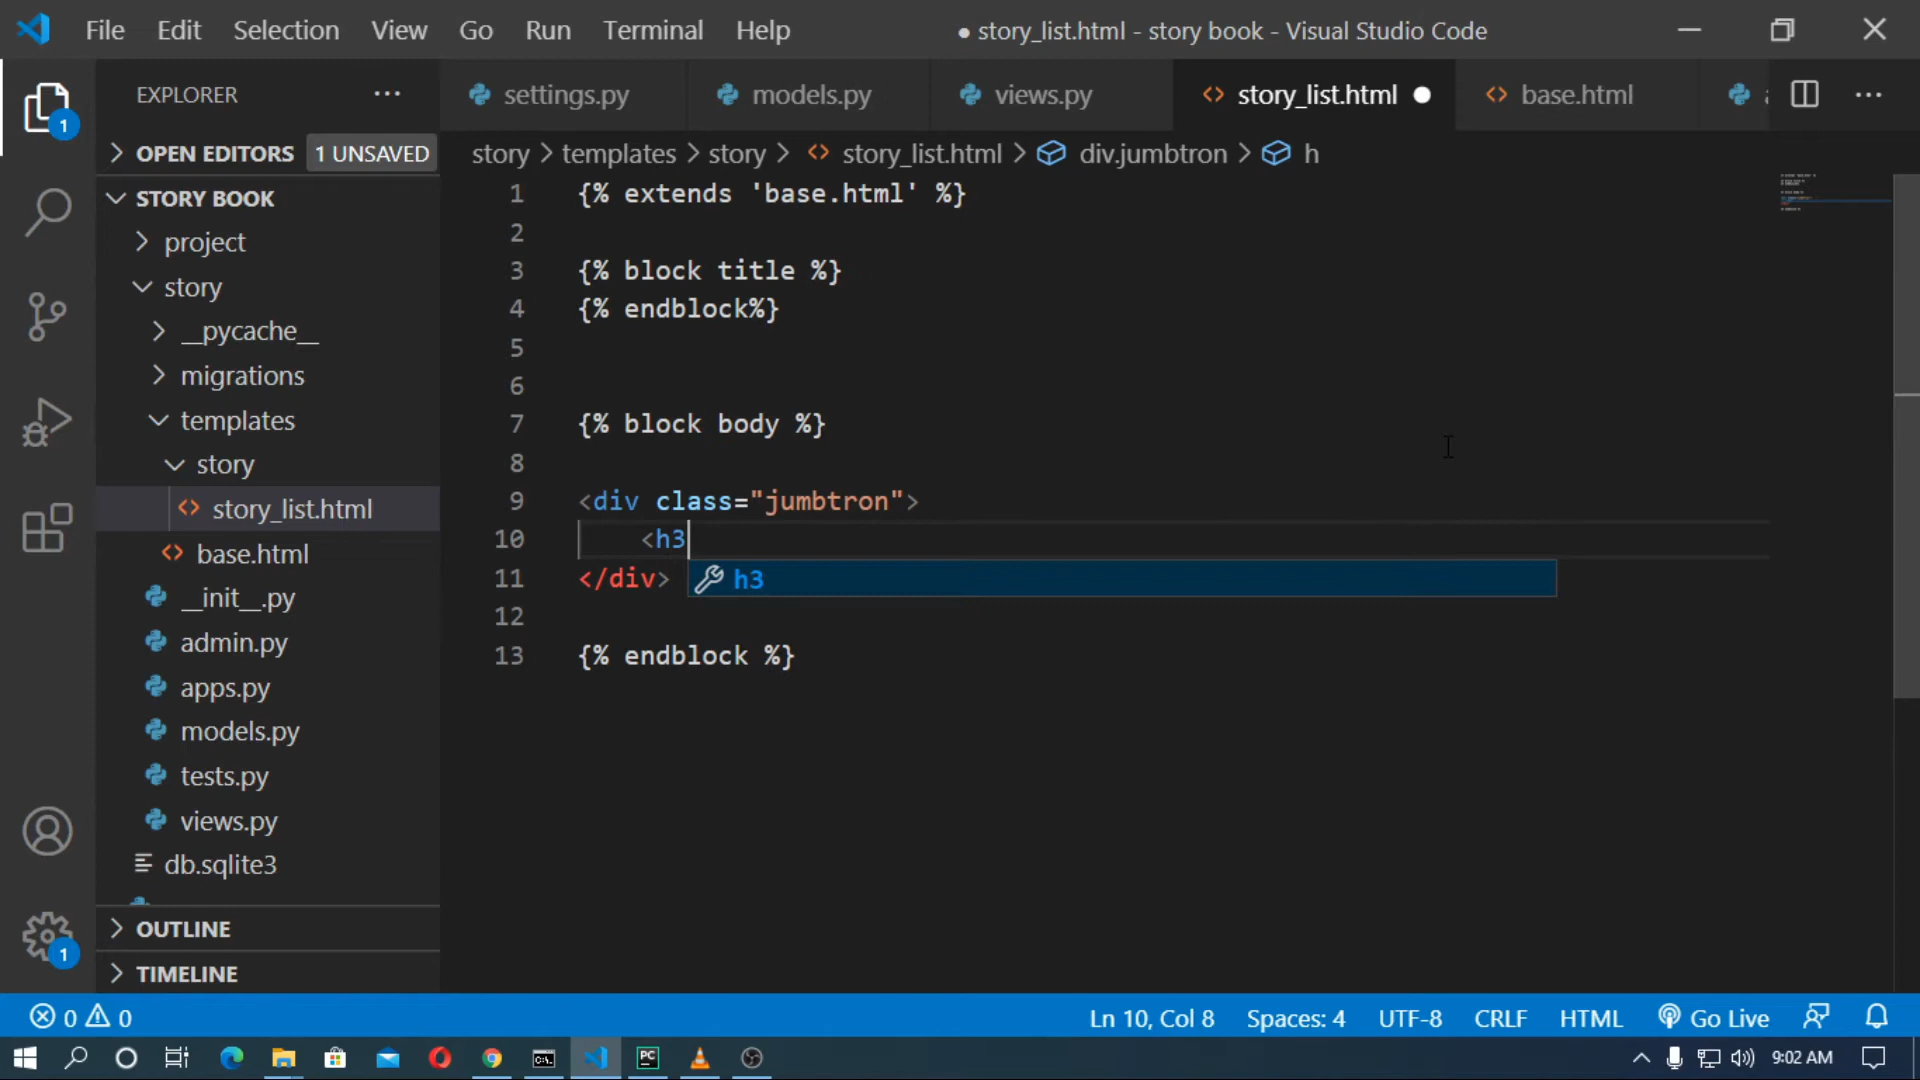 File Edit Selection View Go Run Terminal Help ● story_list.html - story book - Visual Studio Code
EXPLORER ···
settings.py models.py views.py story_list.html base.html
OPEN EDITORS 1 UNSAVED
story > templates > story > story_list.html > div.jumbtron > h
STORY BOOK
project
story
__pycache__
migrations
templates
story
story_list.html
base.html
__init__.py
admin.py
apps.py
models.py
tests.py
views.py
db.sqlite3
OUTLINE
TIMELINE
1
1
1 {% extends 'base.html' %}
2
3 {% block title %}
4 {% endblock%}
5
6
7 {% block body %}
8
9 <div class="jumbtron">
10 <h3
11 </div>
h3
12
13 {% endblock %}
0 0 Ln 10, Col 8 Spaces: 4 UTF-8 CRLF HTML Go Live
PC 9:02 AM